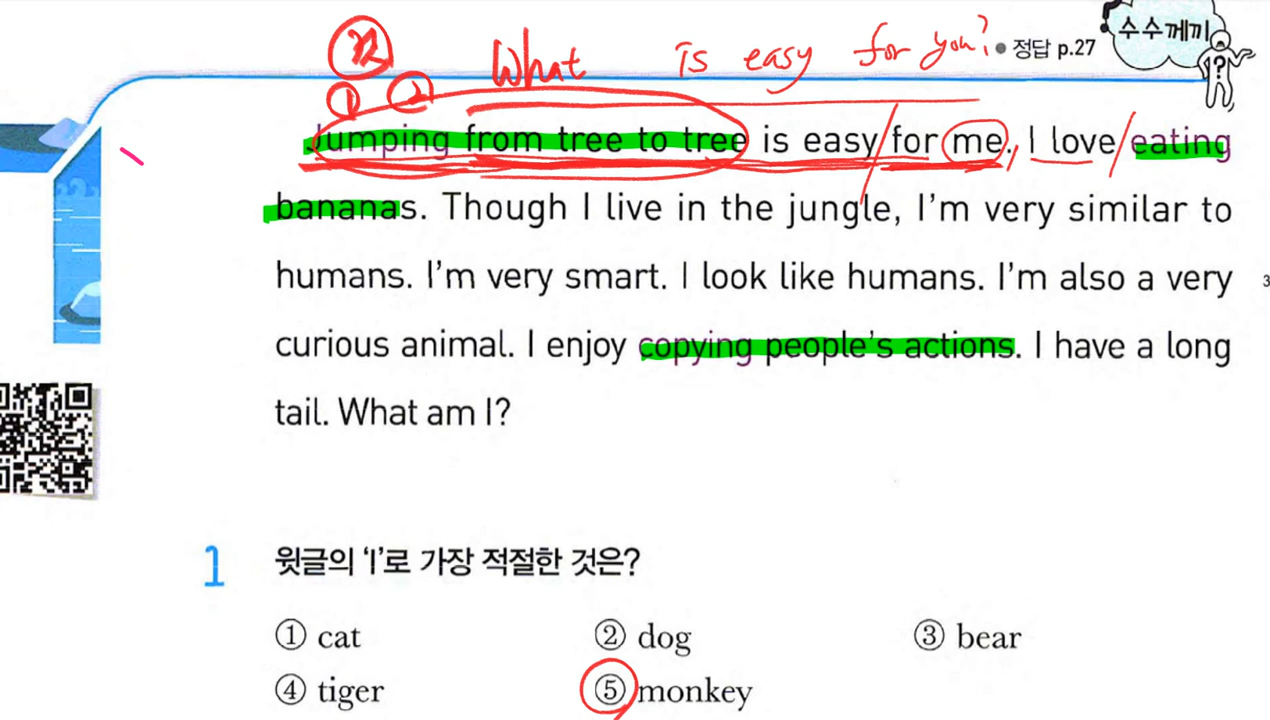 수수께끼
What is easy for you?
정답 p.27
① ②
Jumping from tree to tree is easy for me. I love eating
bananas. Though I live in the jungle, I'm very similar to
humans. I'm very smart. I look like humans. I'm also a very
3
curious animal. I enjoy copying people's actions. I have a long
tail. What am I?
?
1 윗글의 ‘I’로 가장 적절한 것은?
① cat ② dog ③ bear
④ tiger ⑤ monkey